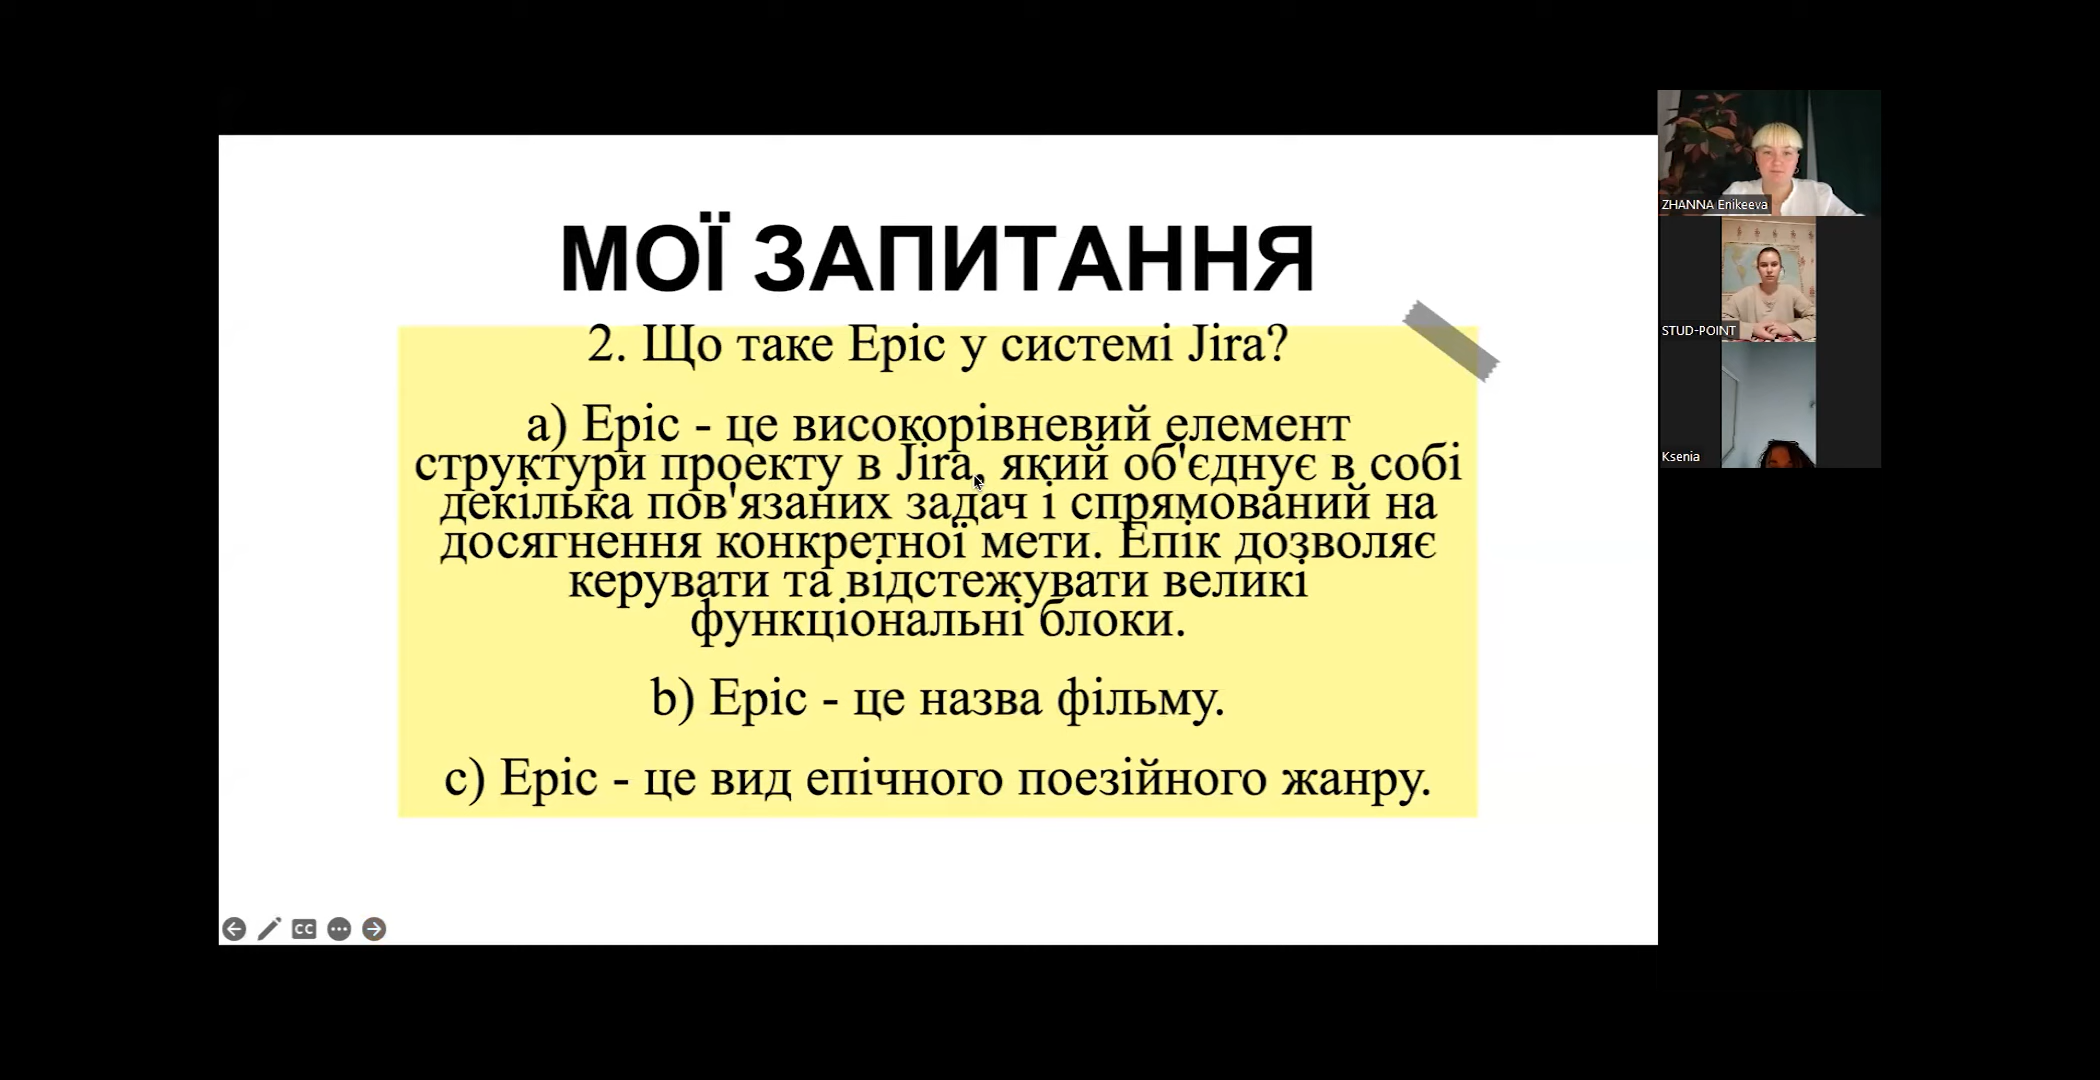 МОЇ ЗАПИТАННЯ
2. Що таке Epic у системі Jira?
a) Epic - це високорівневий елемент
структури проекту в Jira, який об'єднує в собі
декілька пов'язаних задач і спрямований на
досягнення конкретної мети. Епік дозволяє
керувати та відстежувати великі
функціональні блоки.
b) Epic - це назва фільму.
c) Epic - це вид епічного поезійного жанру.
CC
ZHANNA Enikeeva
STUD-POINT
Ksenia